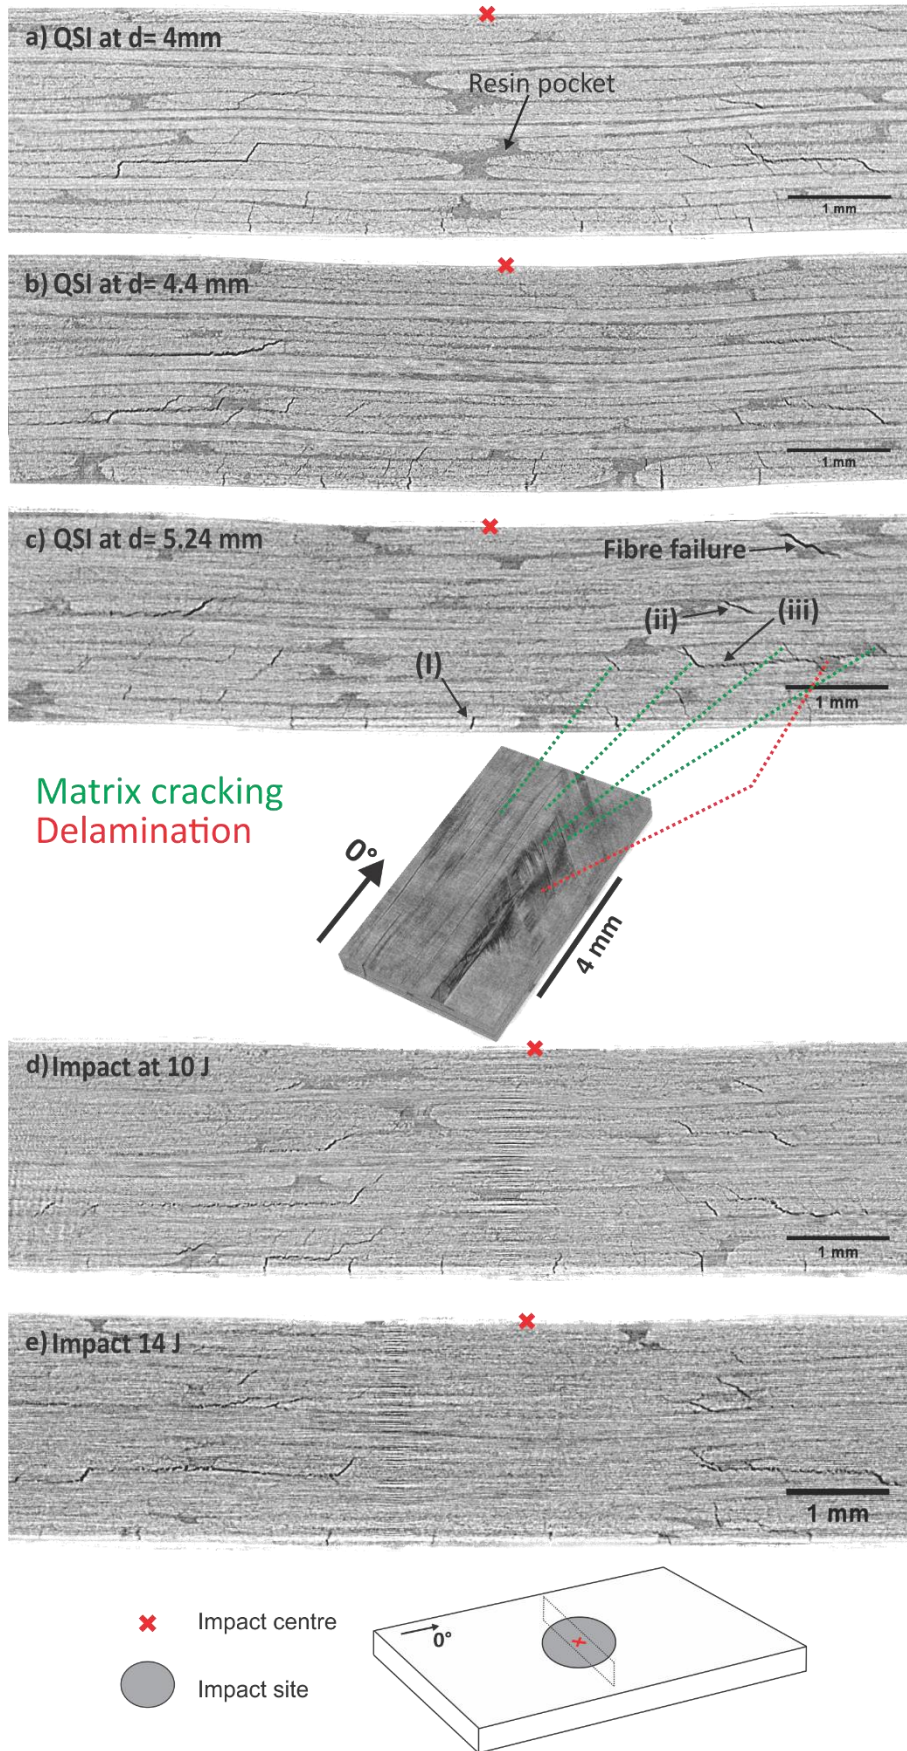 a) QSI at d= 4mm
Resin pocket
1 mm
b) QSI at d= 4.4 mm
1 mm
c) QSI at d= 5.24 mm
Fibre failure
(ii)
(iii)
(I)
1 mm
Matrix cracking
Delamination
0°
4 mm
d) Impact at 10 J
1 mm
e) Impact 14 J
1 mm
Impact centre
0°
Impact site